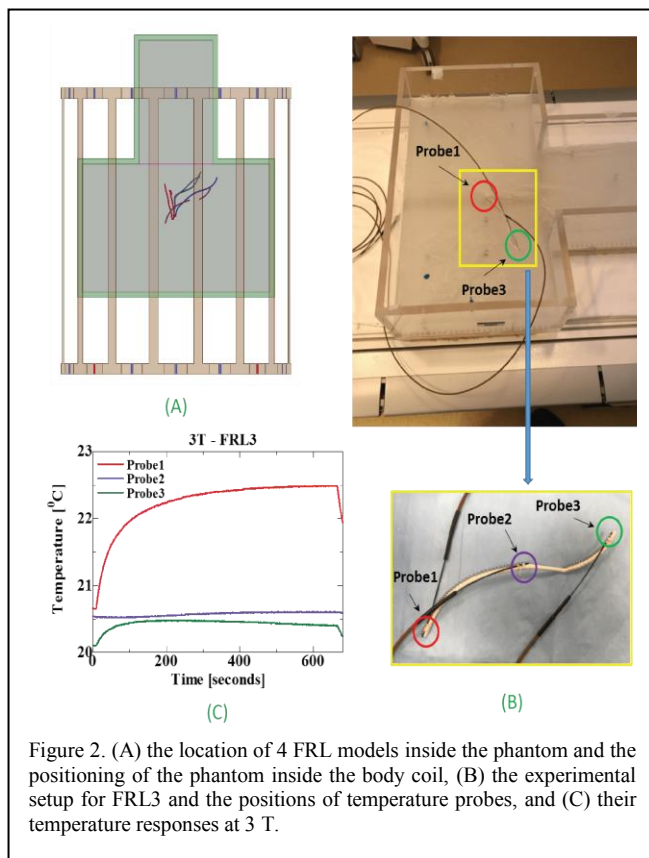 Probe1
Probe3
(A)
3T - FRL3
Probe1
Probe2
Probe3
Temperature [⁰C]
23
22
21
20
0
200
400
600
Time [seconds]
(C)
Probe3
Probe2
Probe1
(B)
Figure 2. (A) the location of 4 FRL models inside the phantom and the
positioning of the phantom inside the body coil, (B) the experimental
setup for FRL3 and the positions of temperature probes, and (C) their
temperature responses at 3 T.